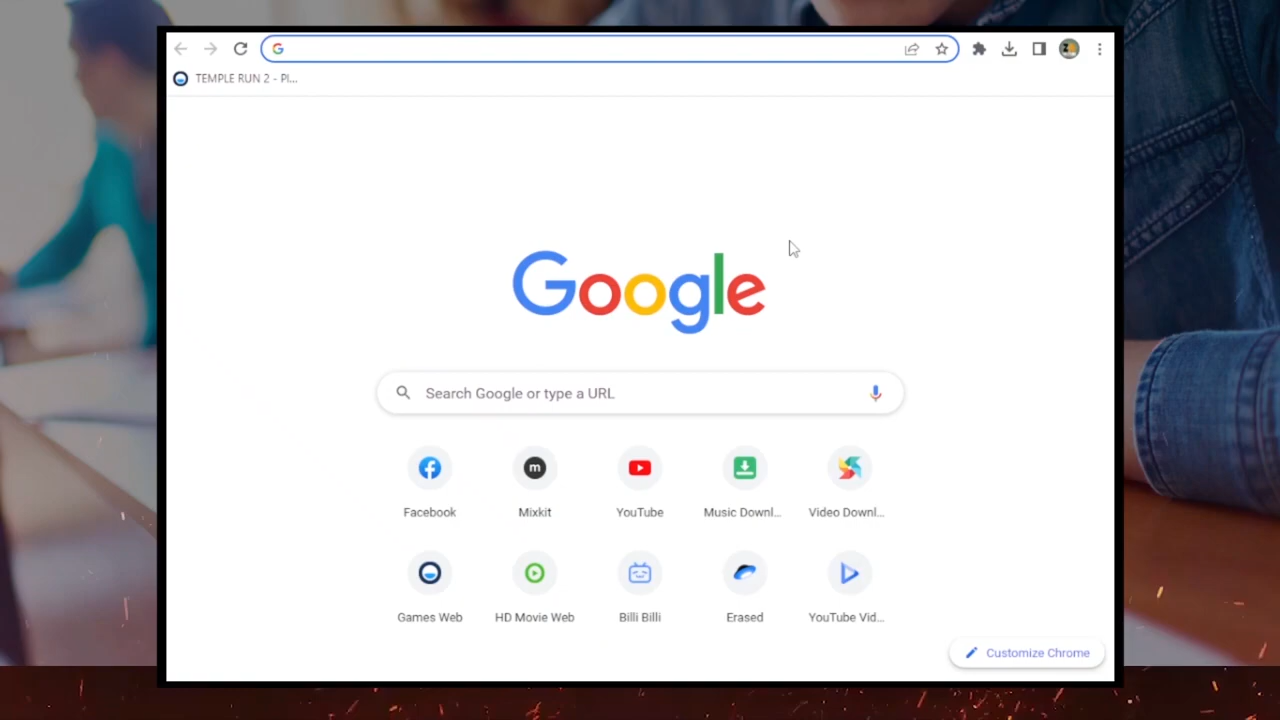 TEMPLE RUN 2 - Pl...
Google
Search Google or type a URL
Facebook
Mixkit
YouTube
Music Downl...
Video Downl...
Games Web
HD Movie Web
Billi Billi
Erased
YouTube Vid...
Customize Chrome